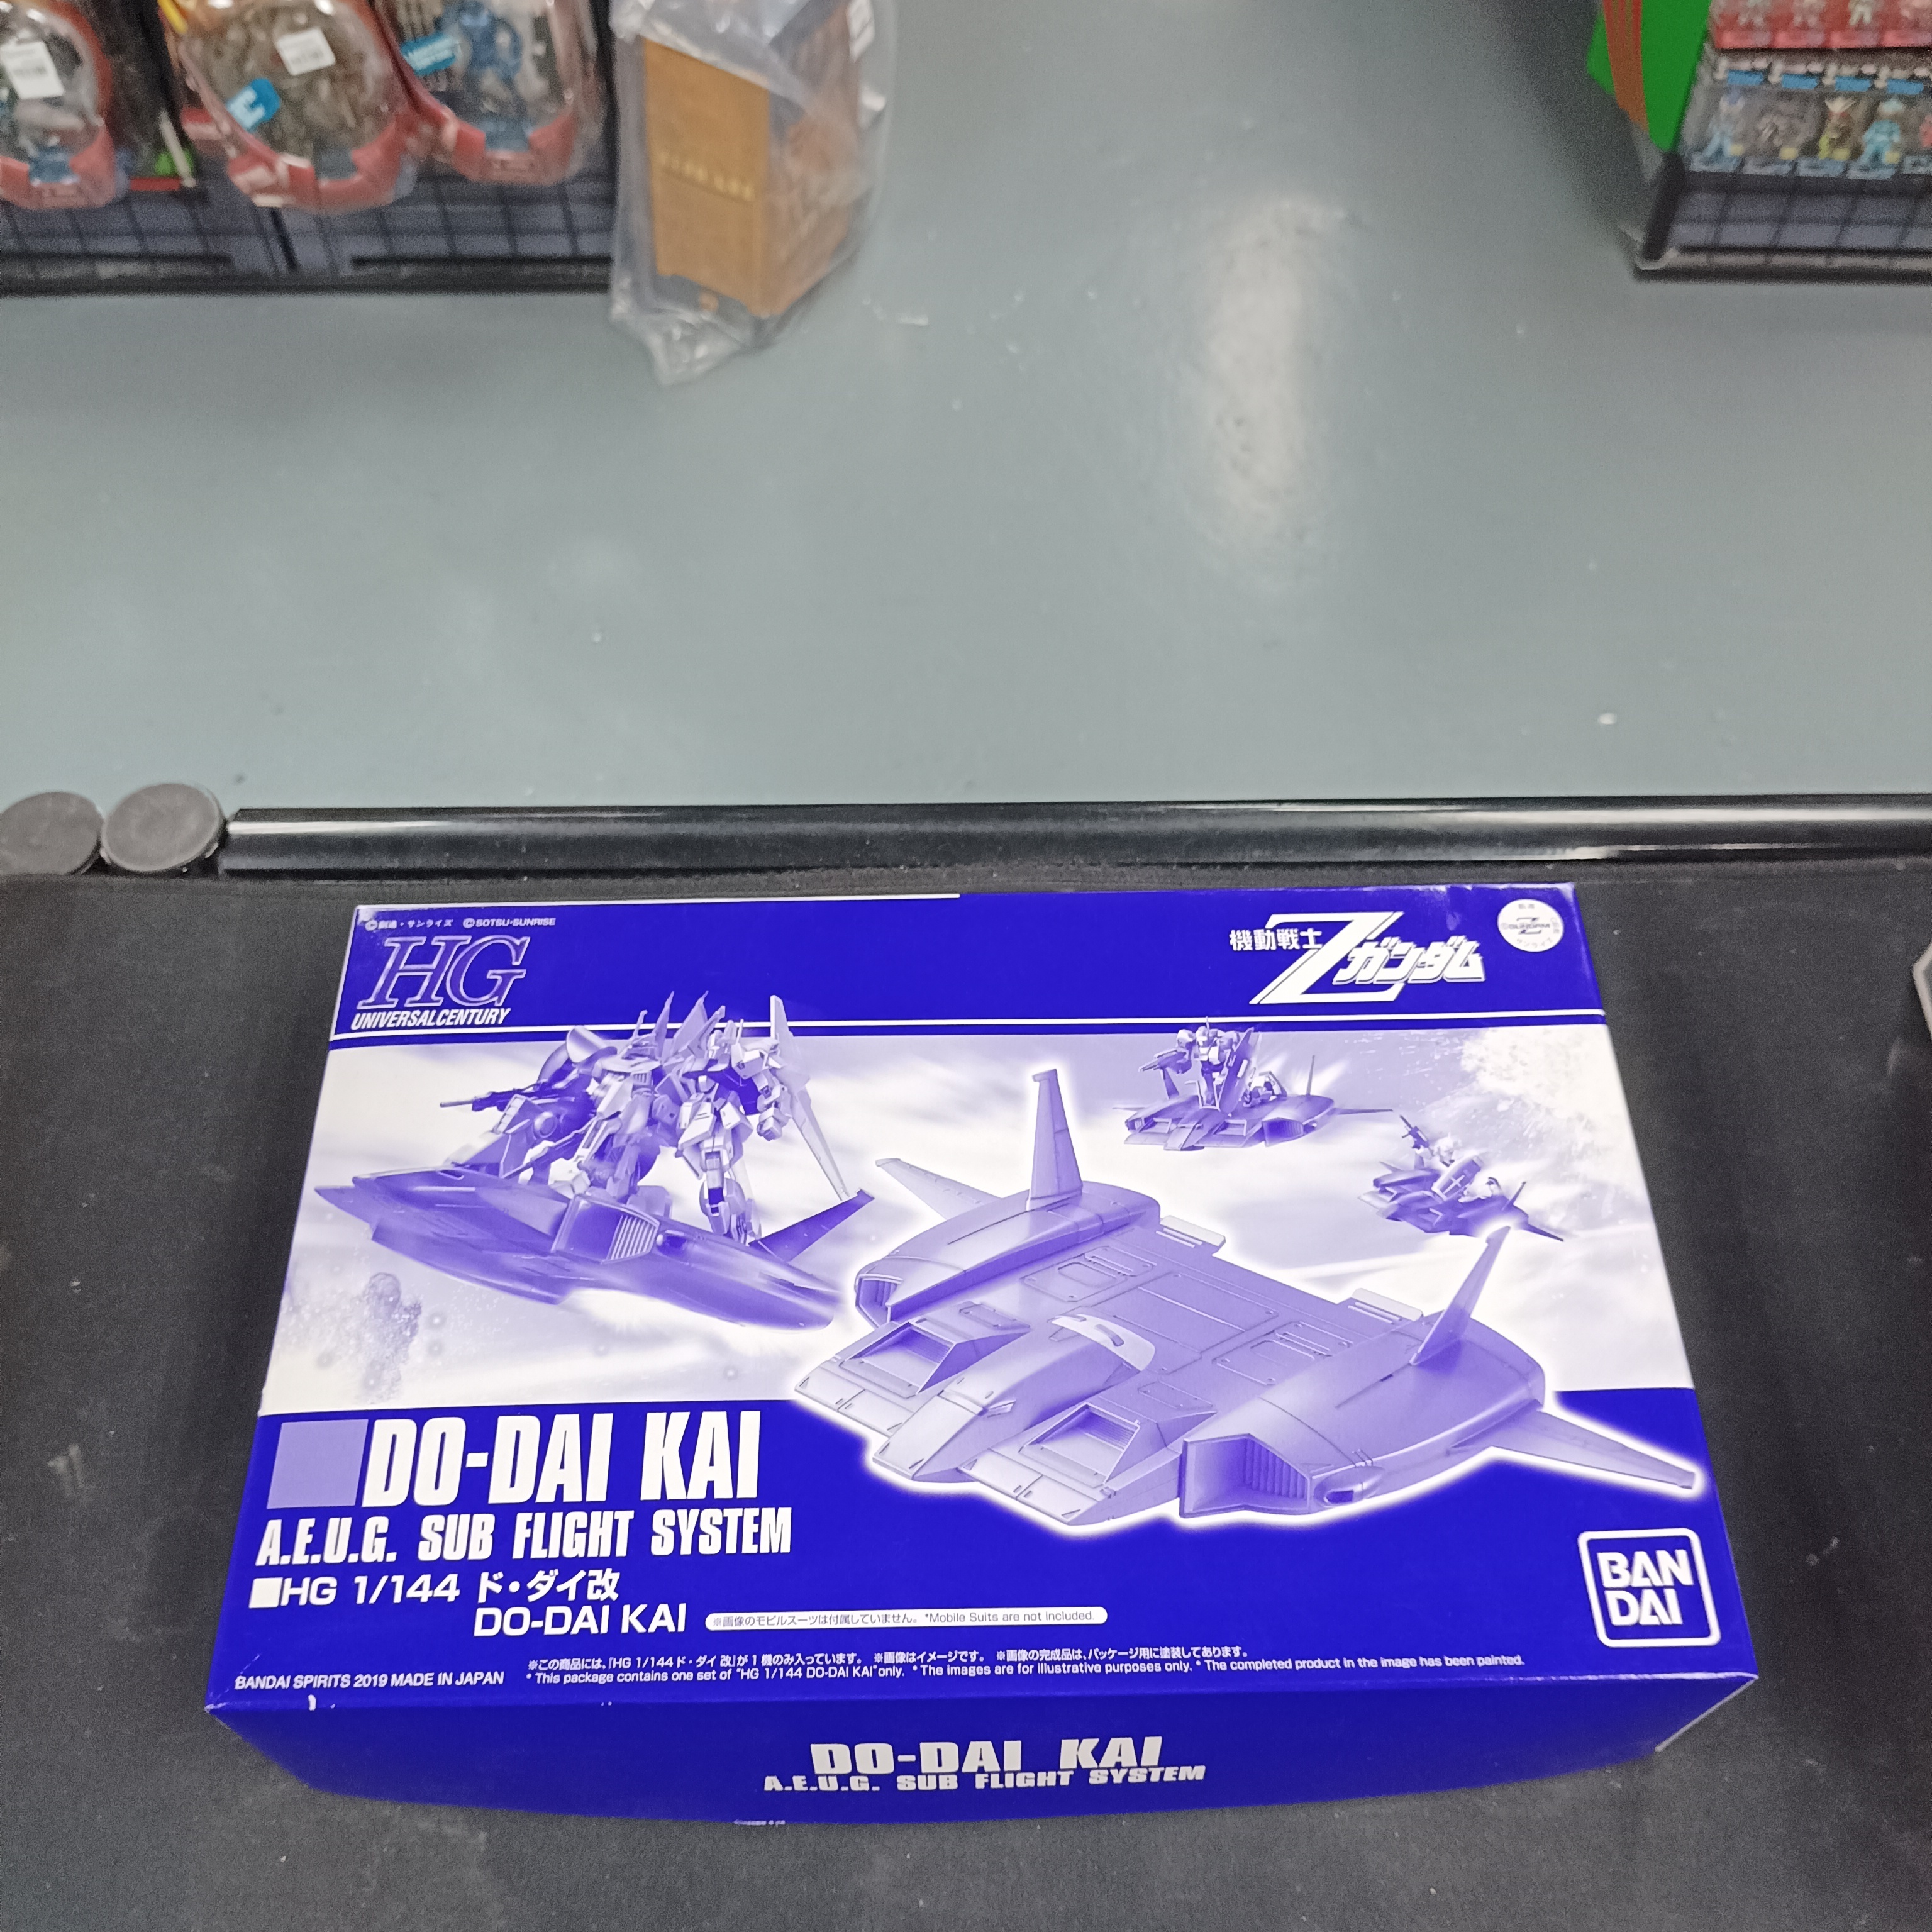 ©創通・サンライズ ©SOTSU・SUNRISE
HG
UNIVERSAL CENTURY
機動戦士Zガンダム
DO-DAI KAI
A.E.U.G. SUB FLIGHT SYSTEM
■HG 1/144 ド・ダイ改
DO-DAI KAI
※画像のモビルスーツは付属していません。*Mobile Suits are not included.
※この商品には、「HG 1/144 ド・ダイ 改」が 1 機のみ入っています。 ※画像はイメージです。 ※画像の完成品は、パッケージ用に塗装してあります。
* This package contains one set of "HG 1/144 DO-DAI KAI" only. * The images are for illustrative purposes only. * The completed product in the image has been painted.
BANDAI SPIRITS 2019 MADE IN JAPAN
BAN
DAI
DO-DAI KAI
A.E.U.G. SUB FLIGHT SYSTEM